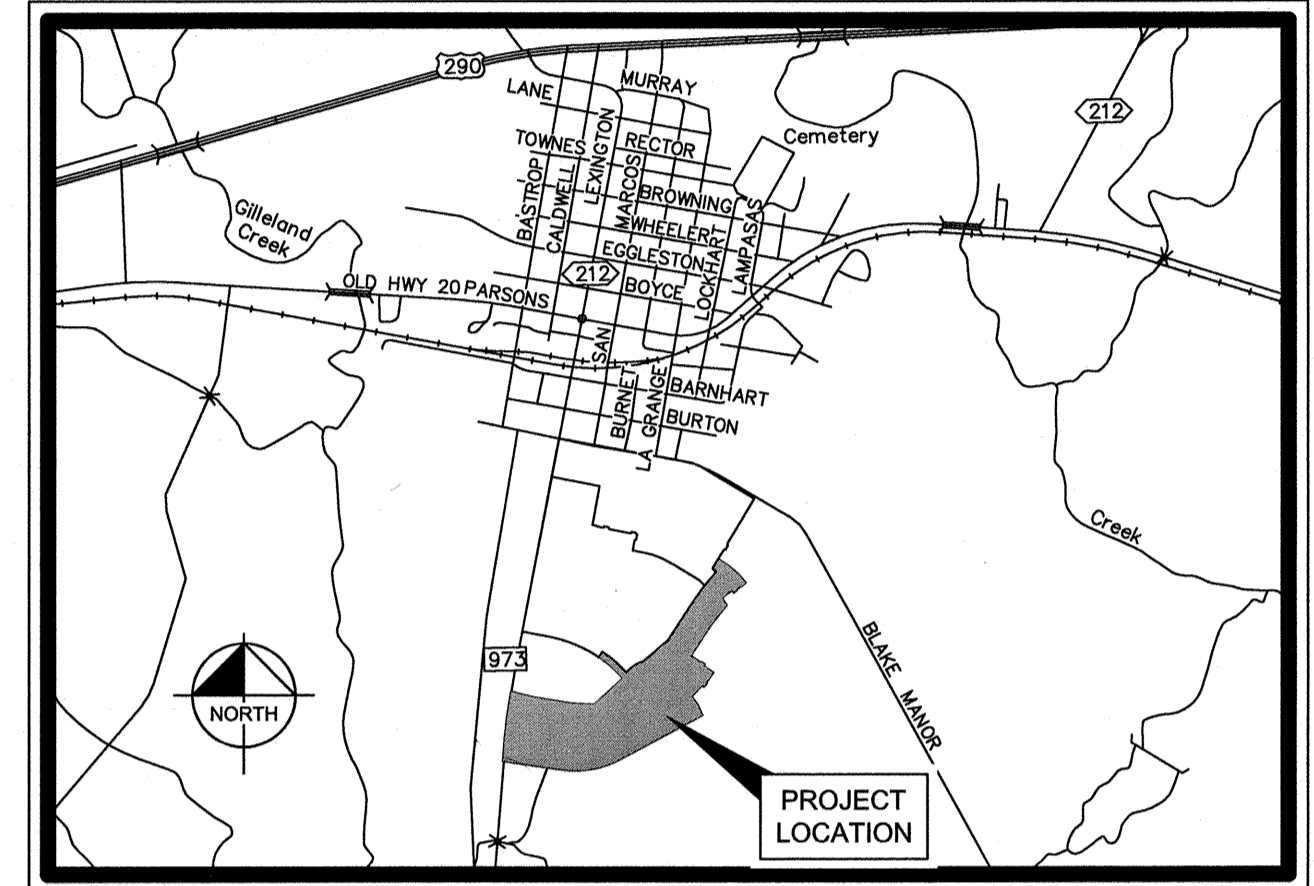 290
MURRAY
LANE
212
LEXINGTON
Cemetery
TOWNES
RECTOR
MARCOS
BASTROP
CALDWELL
BROWNING
Gilleland
Creek
WHEELER
LOCKHART
LAMPASAS
EGGLESTON
212
BOYCE
OLD HWY 20 PARSONS
SAN
BURNET
LA GRANGE
BARNHART
BURTON
Creek
BLAKE MANOR
973
NORTH
PROJECT
LOCATION